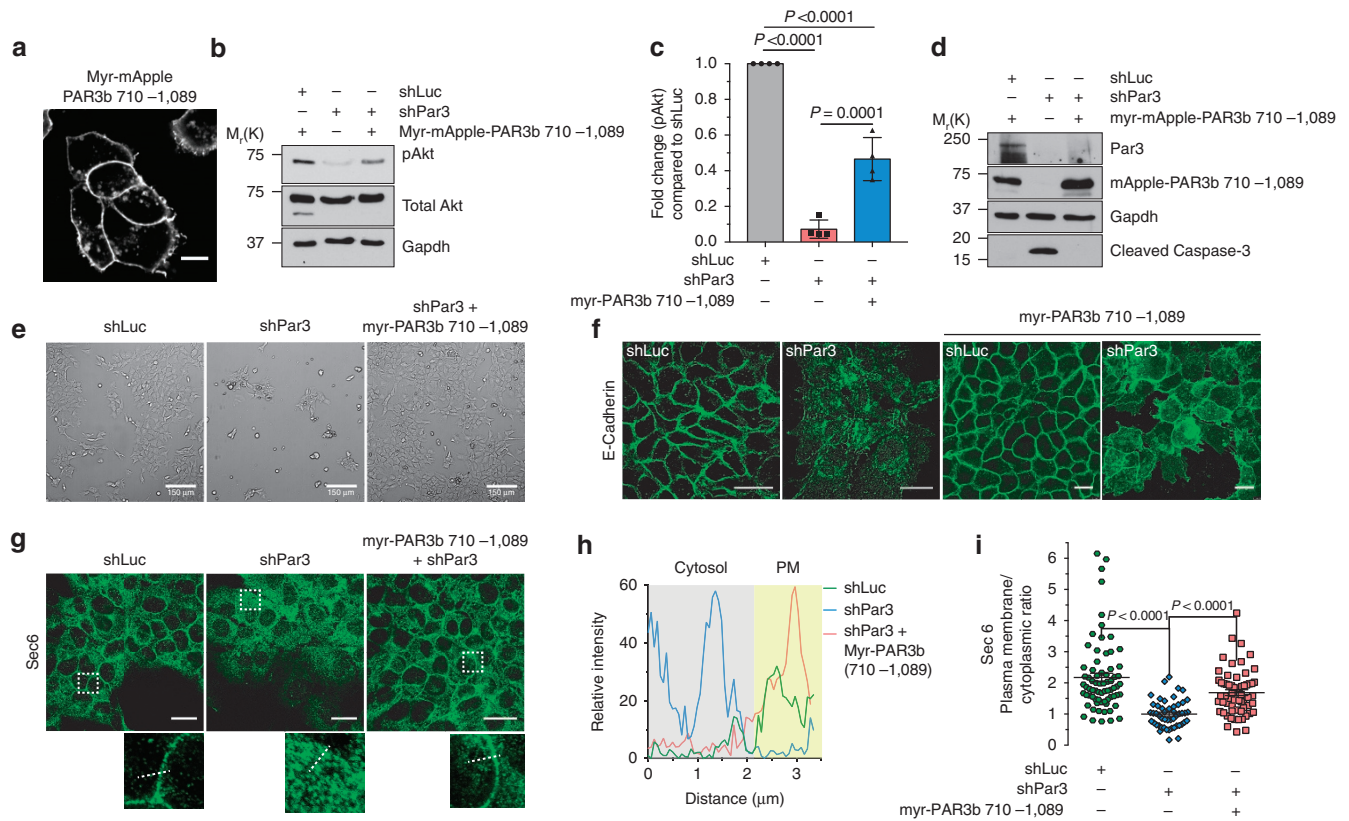 a
Myr-mApple
PAR3b 710 –1,089
b
+ – – shLuc
– + + shPar3
+ – + Myr-mApple-PAR3b 710 –1,089
Mr(K)
75
pAkt
75
Total Akt
37
Gapdh
c
P <0.0001
P <0.0001
P = 0.0001
Fold change (pAkt)
compared to shLuc
1.0
0.8
0.6
0.4
0.2
0.0
shLuc + – –
shPar3 – + +
myr-PAR3b 710 –1,089 – – +
d
+ – – shLuc
– + + shPar3
+ – + myr-mApple-PAR3b 710 –1,089
Mr(K)
250
Par3
75
mApple-PAR3b 710 –1,089
37
Gapdh
20
15
Cleaved Caspase-3
e
shLuc
shPar3
shPar3 +
myr-PAR3b 710 –1,089
150 µm
150 µm
150 µm
f
myr-PAR3b 710 –1,089
E-Cadherin
shLuc
shPar3
shLuc
shPar3
g
shLuc
shPar3
myr-PAR3b 710 –1,089
+ shPar3
Sec6
h
Cytosol
PM
Relative intensity
60
40
20
0
0 1 2 3
Distance (µm)
shLuc
shPar3
shPar3 +
Myr-PAR3b
(710 –1,089)
i
Sec 6
Plasma membrane/
cytoplasmic ratio
6
5
4
3
2
1
0
P <0.0001
P <0.0001
shLuc + – –
shPar3 – + +
myr-PAR3b 710 –1,089 – – +